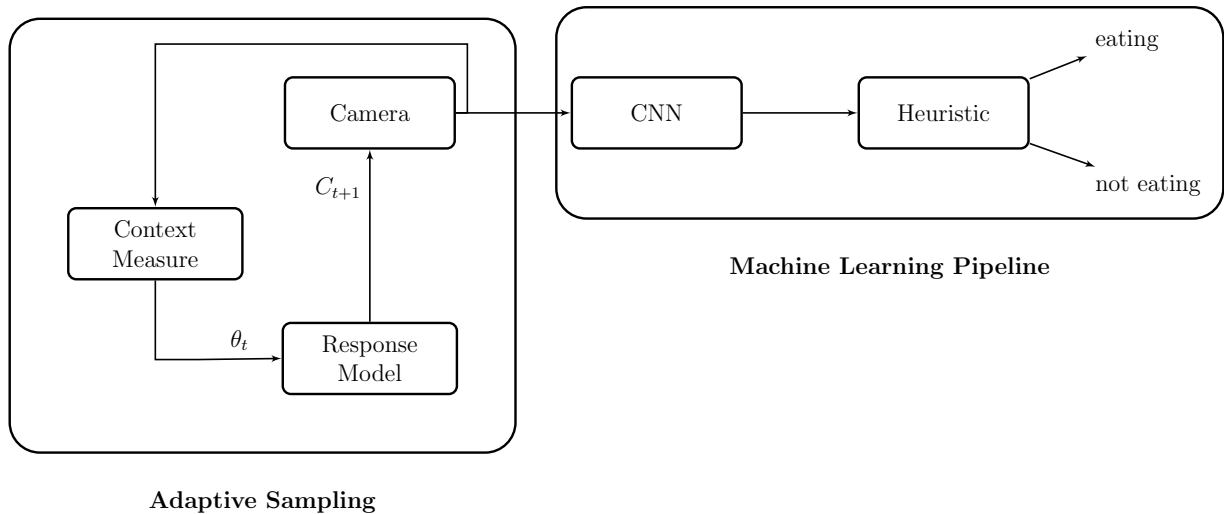 eating
Camera
CNN
Heuristic
C_{t+1}
not eating
Context
Measure
Machine Learning Pipeline
θ_t
Response
Model
Adaptive Sampling